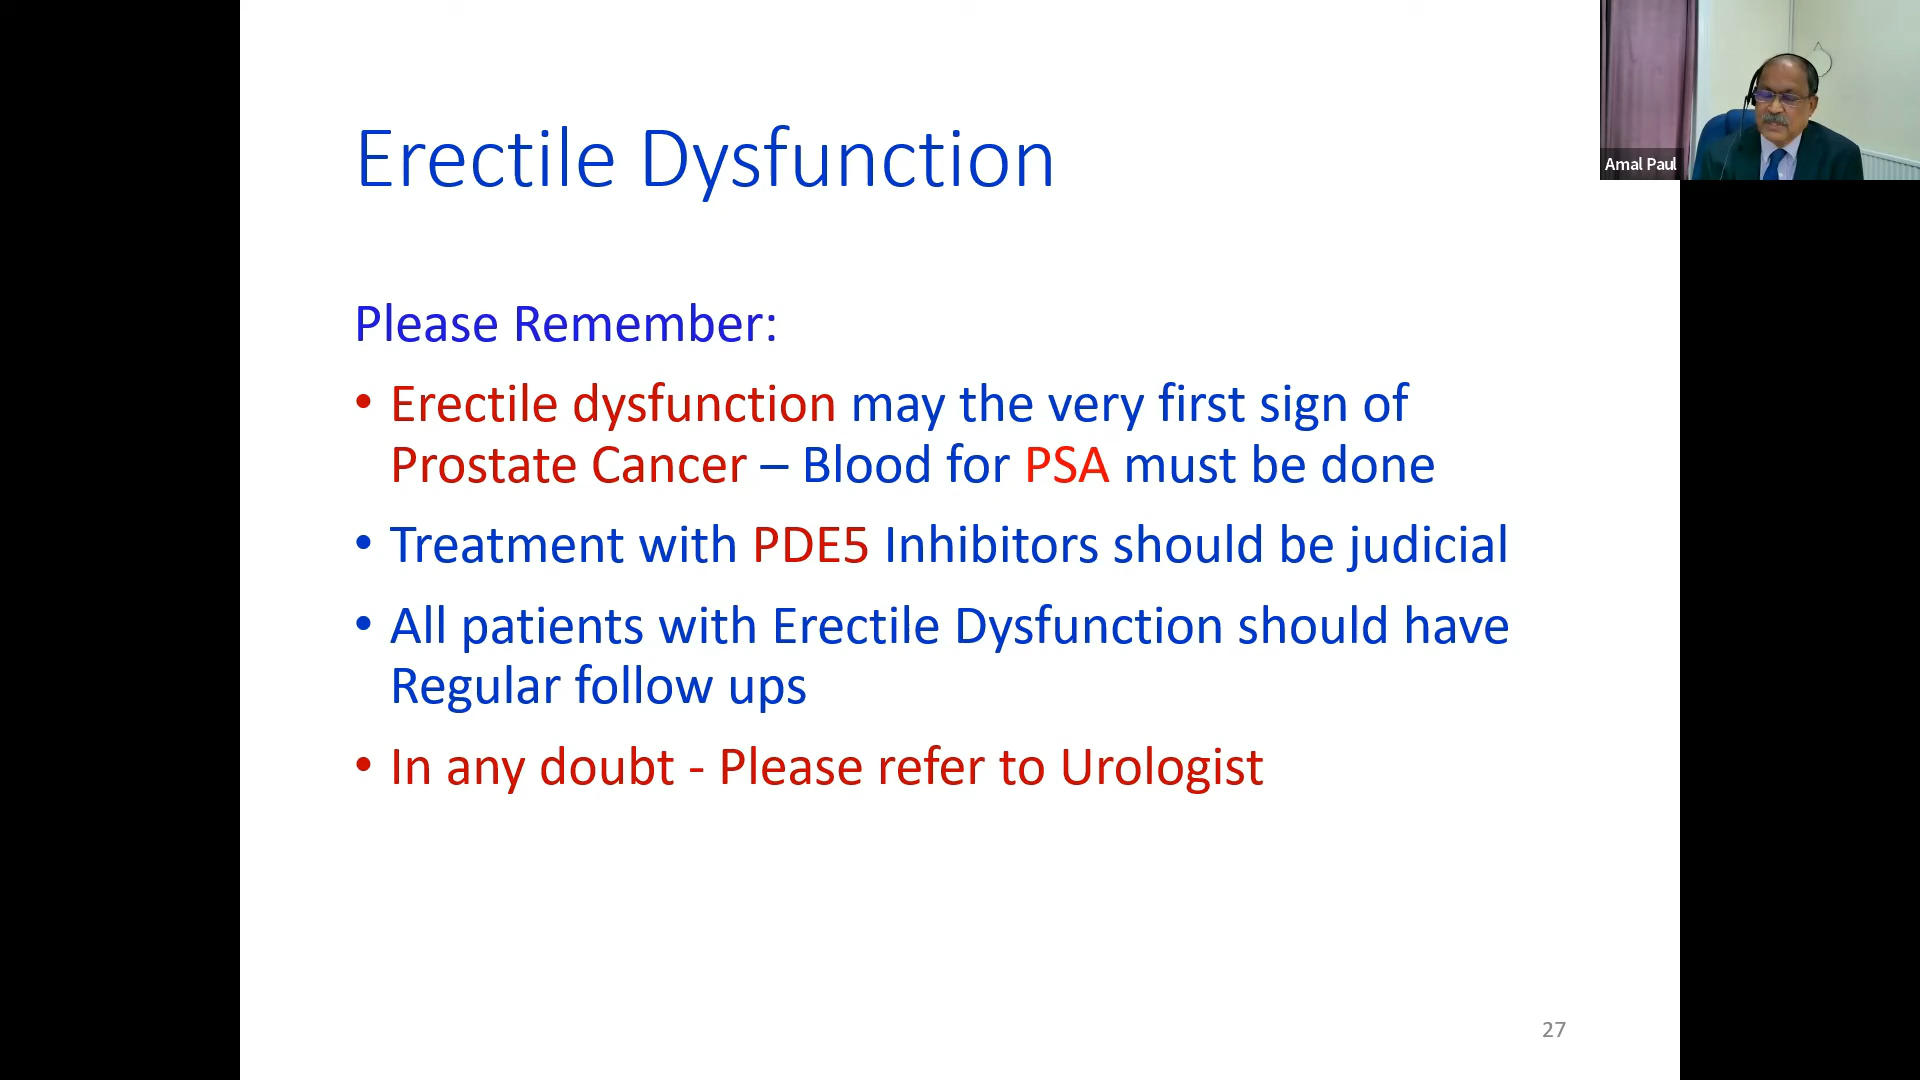 Erectile Dysfunction
Amal Paul
Please Remember:
• Erectile dysfunction may the very first sign of
Prostate Cancer – Blood for PSA must be done
• Treatment with PDE5 Inhibitors should be judicial
• All patients with Erectile Dysfunction should have
Regular follow ups
• In any doubt - Please refer to Urologist
27